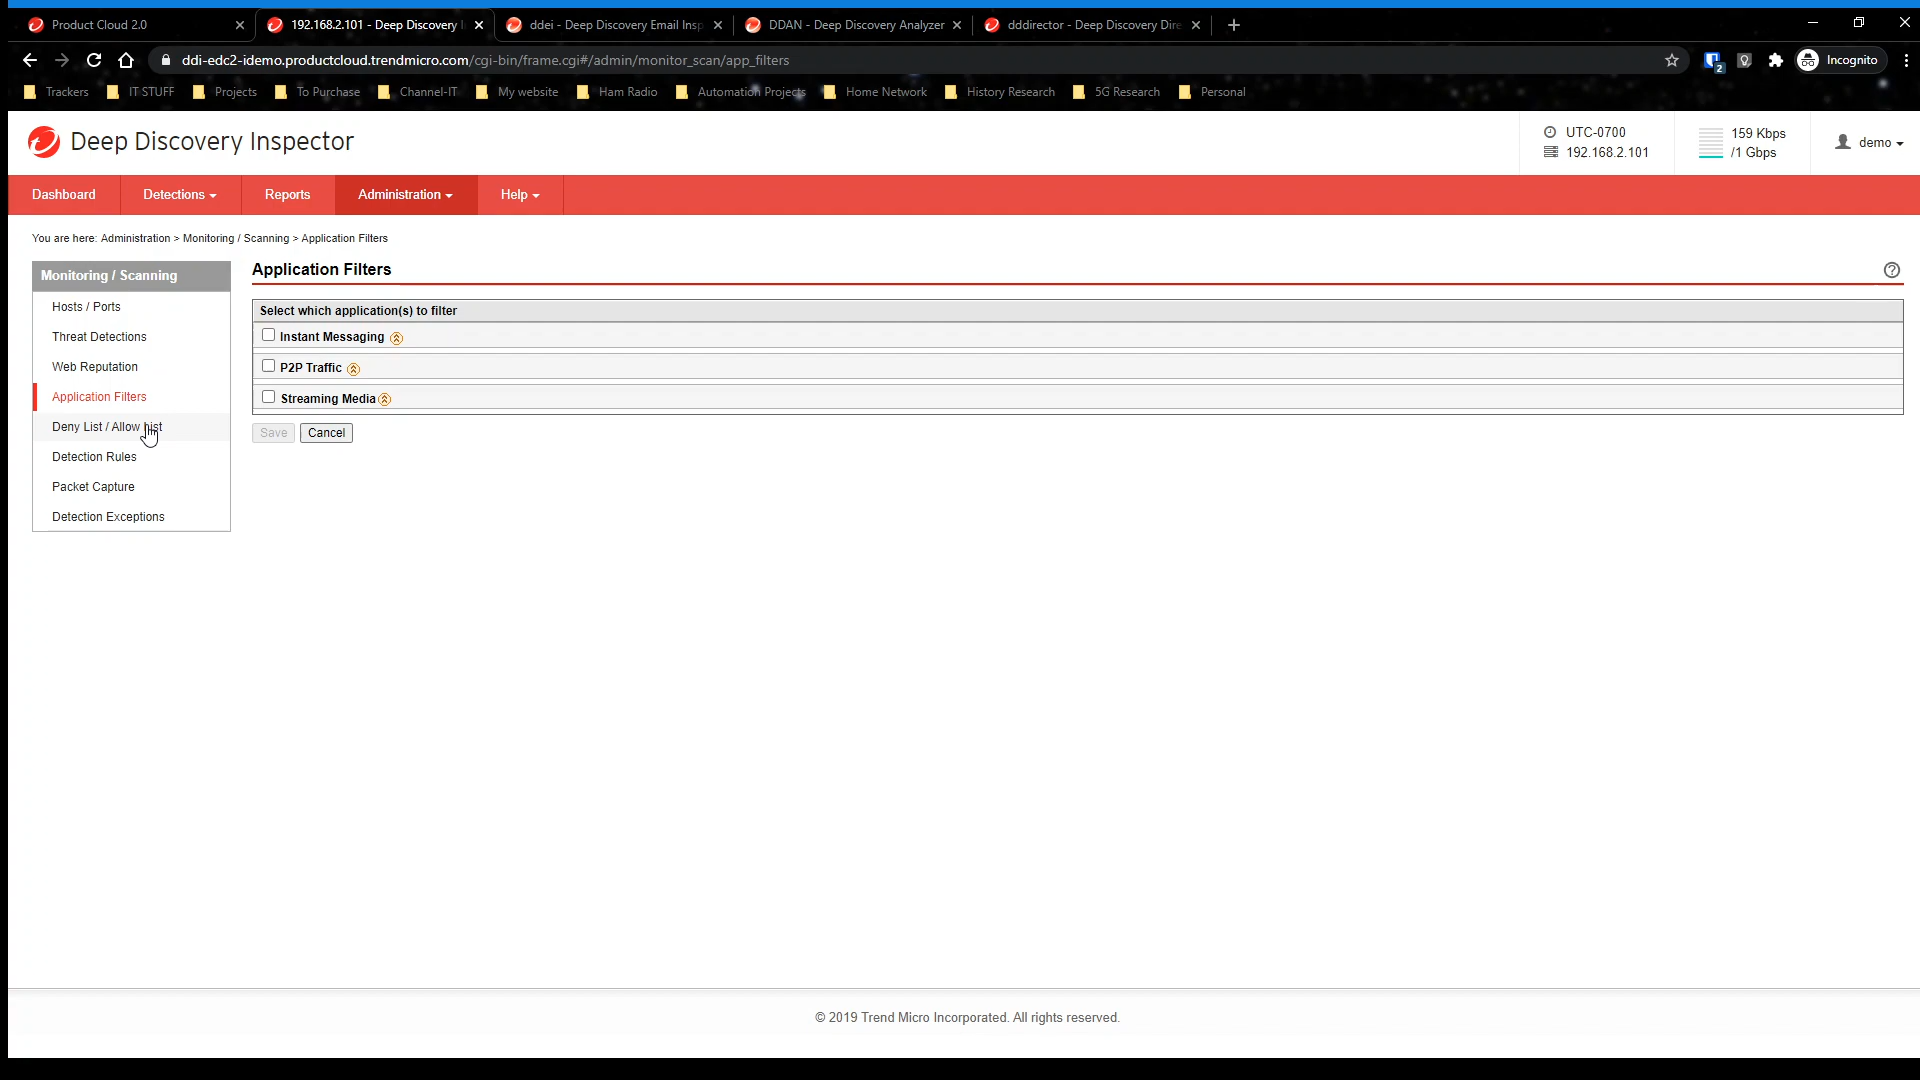 Product Cloud 2.0
192.168.2.101 - Deep Discovery I
ddei - Deep Discovery Email Insp
DDAN - Deep Discovery Analyzer
dddirector - Deep Discovery Dire
ddi-edc2-idemo.productcloud.trendmicro.com/cgi-bin/frame.cgi#/admin/monitor_scan/app_filters
2
Incognito
Trackers IT STUFF Projects To Purchase Channel-IT My website Ham Radio Automation Projects Home Network History Research 5G Research Personal
Deep Discovery Inspector
UTC-0700
192.168.2.101
159 Kbps
/1 Gbps
demo
Dashboard Detections Reports Administration Help
You are here: Administration > Monitoring / Scanning > Application Filters
Monitoring / Scanning
Hosts / Ports
Threat Detections
Web Reputation
Application Filters
Deny List / Allow List
Detection Rules
Packet Capture
Detection Exceptions
Application Filters
Select which application(s) to filter
Instant Messaging
P2P Traffic
Streaming Media
Save Cancel
© 2019 Trend Micro Incorporated. All rights reserved.